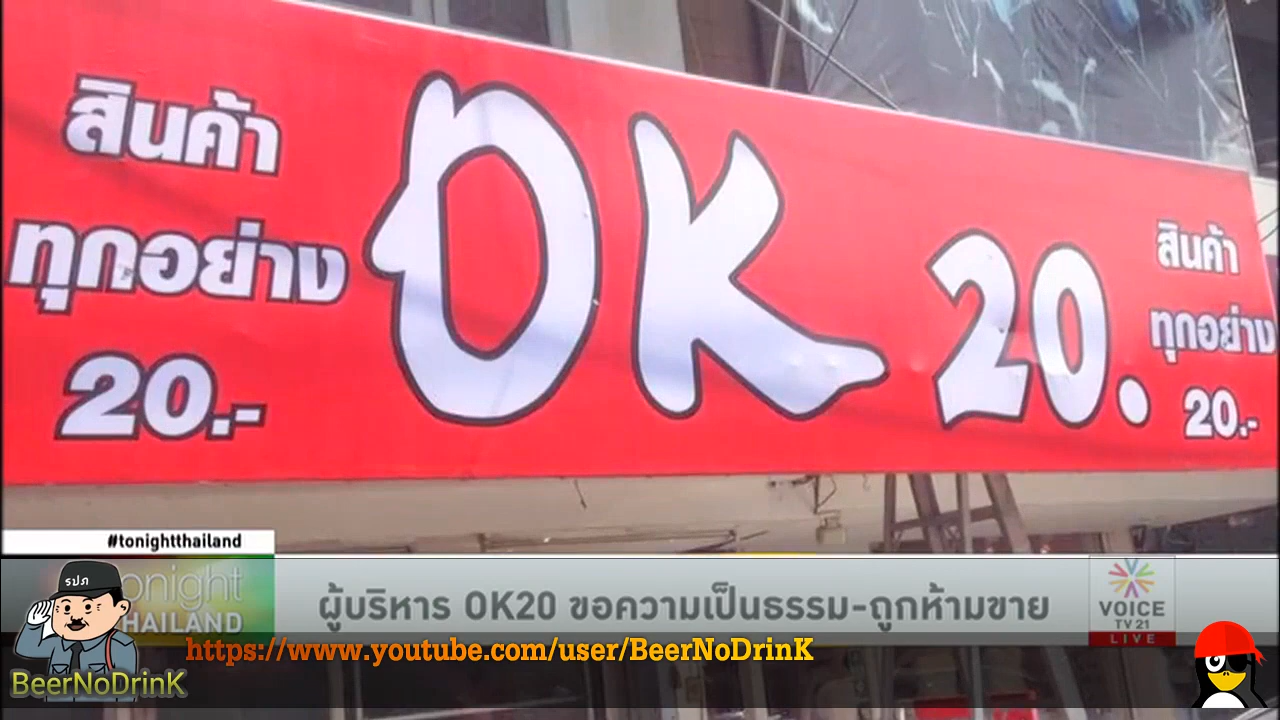 สินค้า
ทุกอย่าง
20.-
OK 20.
สินค้า
ทุกอย่าง
20.-
#tonightthailand
tonight
THAILAND
ผู้บริหาร OK20 ขอความเป็นธรรม-ถูกห้ามขาย
VOICE
TV 21
LIVE
รปภ
https://www.youtube.com/user/BeerNoDrinK
BeerNoDrinK